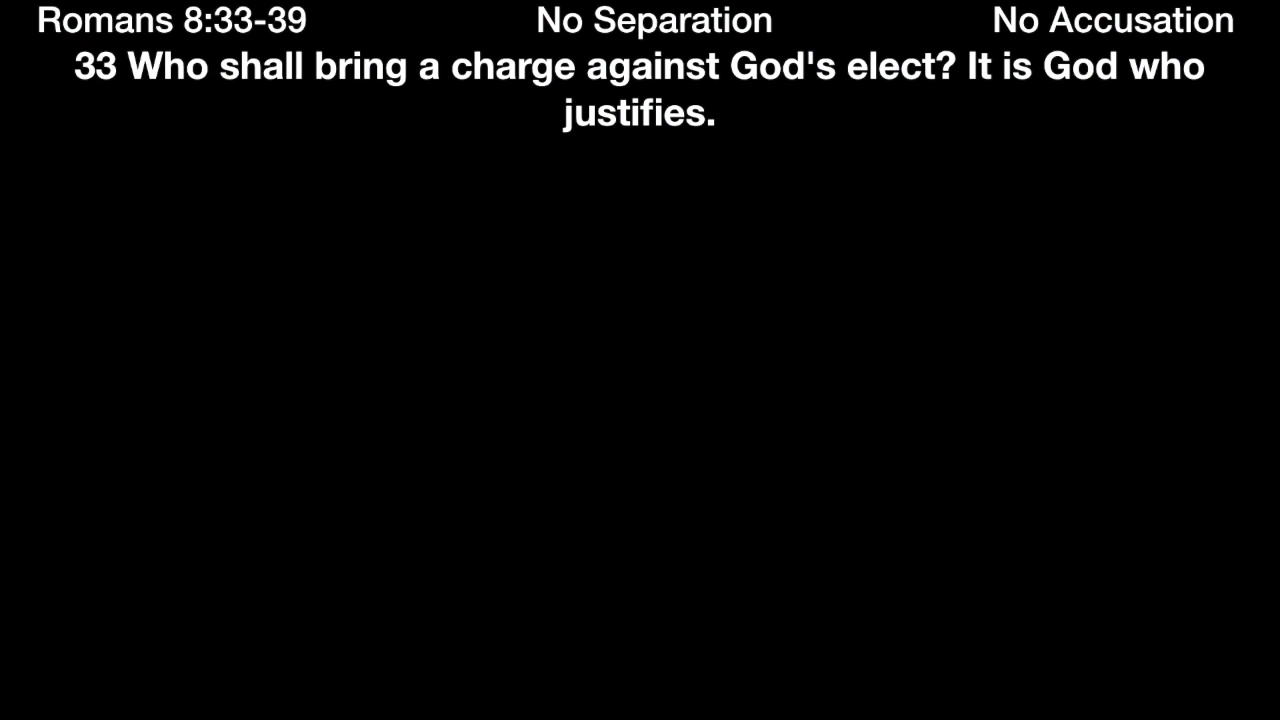 Romans 8:33-39 No Separation No Accusation
33 Who shall bring a charge against God's elect? It is God who
justifies.